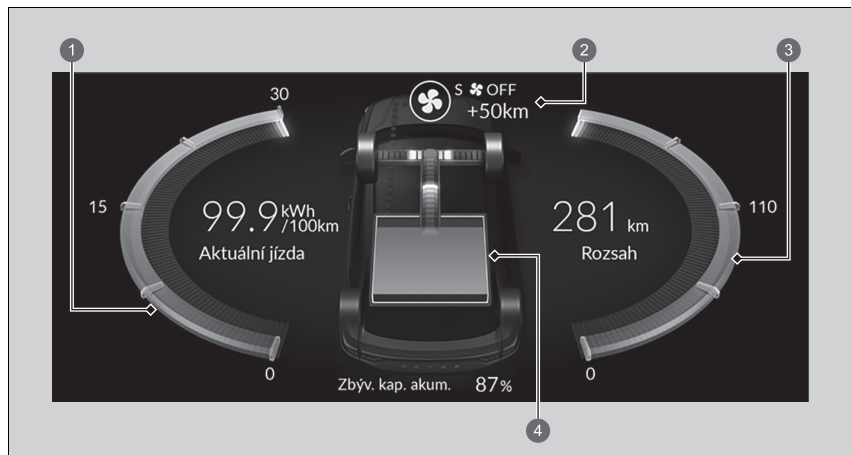 1
2
3
30
S OFF
+50km
15
99.9 kWh
/100km
281 km
110
Aktuální jízda
Rozsah
0
0
Zbýv. kap. akum. 87%
4